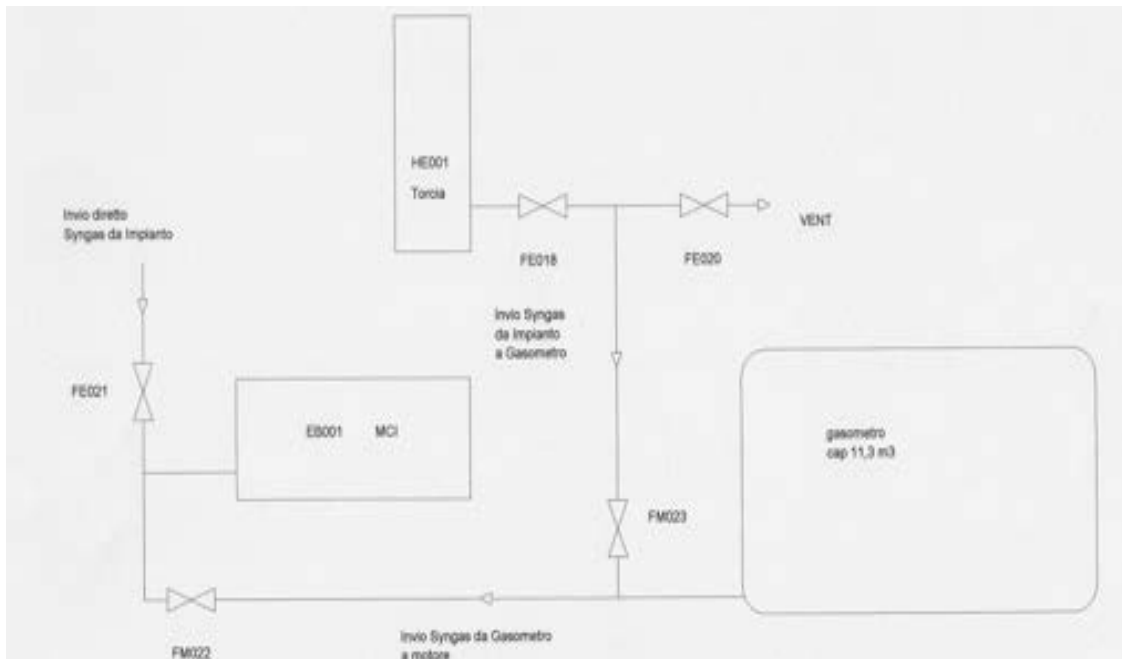 HE001
Torcia
Invio diretto
Syngas da Impianto
VENT
FE018
FE020
Invio Syngas
da Impianto
a Gasometro
FE021
EB001 MCI
gasometro
cap 11,3 m3
FM023
Invio Syngas da Gasometro
a motore
FM022